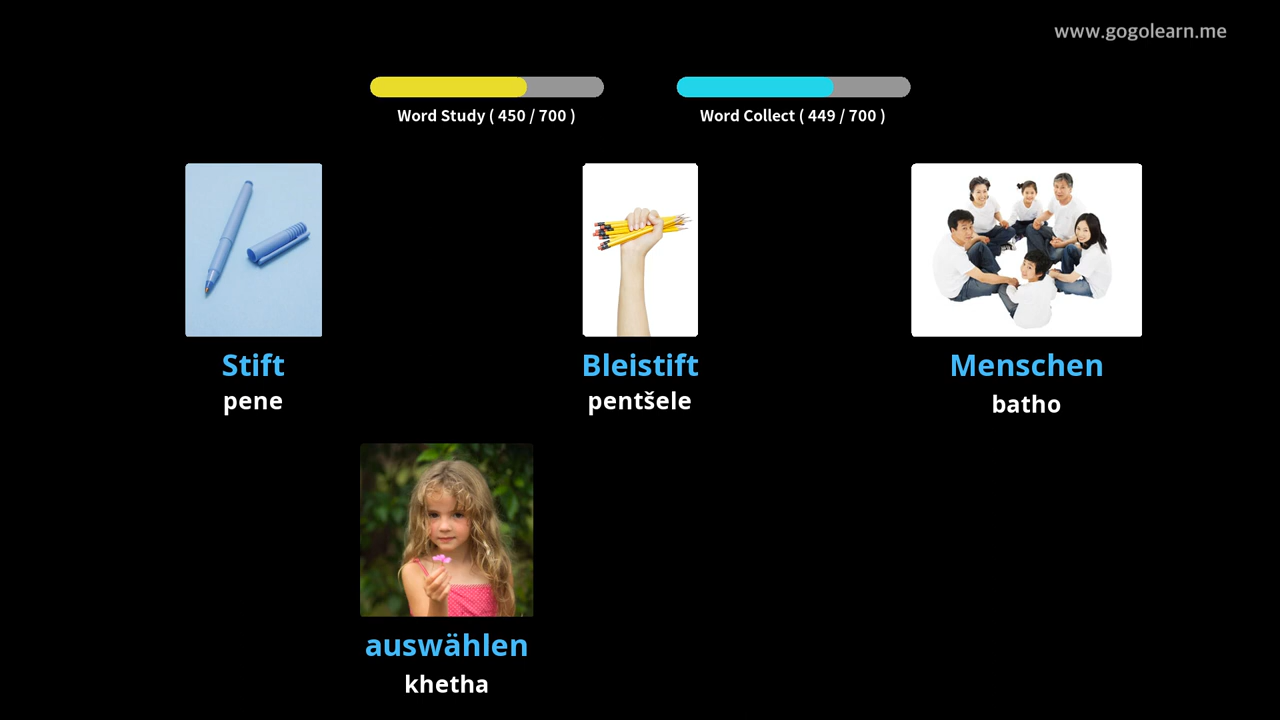 www.gogolearn.me
Word Study ( 450 / 700 )
Word Collect ( 449 / 700 )
Stift
pene
Bleistift
pentšele
Menschen
batho
auswählen
khetha